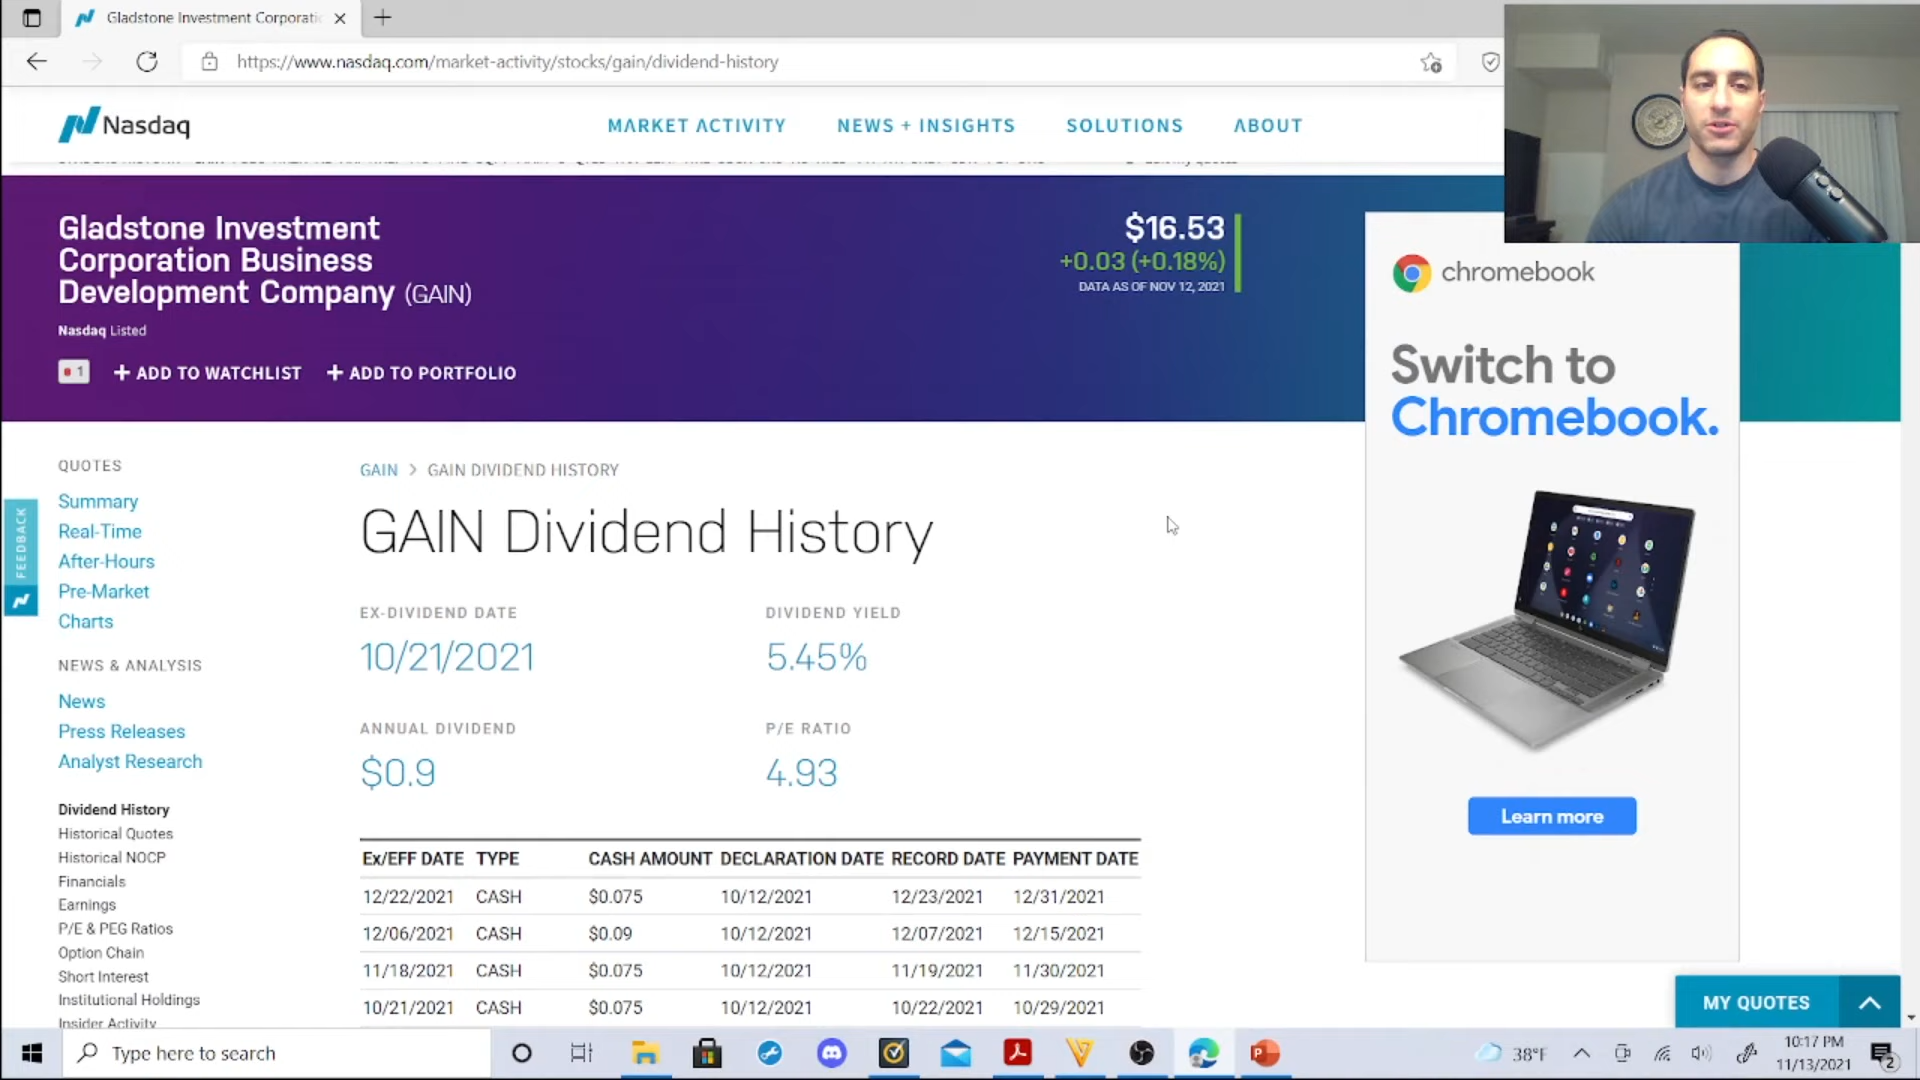 Gladstone Investment Corporatio
https://www.nasdaq.com/market-activity/stocks/gain/dividend-history
Nasdaq
MARKET ACTIVITY
NEWS + INSIGHTS
SOLUTIONS
ABOUT
Gladstone Investment
Corporation Business
Development Company (GAIN)
Nasdaq Listed
1
+ ADD TO WATCHLIST
+ ADD TO PORTFOLIO
$16.53
+0.03 (+0.18%)
DATA AS OF NOV 12, 2021
chromebook
Switch to
Chromebook.
Learn more
FEEDBACK
QUOTES
Summary
Real-Time
After-Hours
Pre-Market
Charts
NEWS & ANALYSIS
News
Press Releases
Analyst Research
Dividend History
Historical Quotes
Historical NOCP
Financials
Earnings
P/E & PEG Ratios
Option Chain
Short Interest
Institutional Holdings
Insider Activity
GAIN > GAIN DIVIDEND HISTORY
GAIN Dividend History
EX-DIVIDEND DATE
10/21/2021
DIVIDEND YIELD
5.45%
ANNUAL DIVIDEND
$0.9
P/E RATIO
4.93
Ex/EFF DATE TYPE CASH AMOUNT DECLARATION DATE RECORD DATE PAYMENT DATE
12/22/2021 CASH $0.075 10/12/2021 12/23/2021 12/31/2021
12/06/2021 CASH $0.09 10/12/2021 12/07/2021 12/15/2021
11/18/2021 CASH $0.075 10/12/2021 11/19/2021 11/30/2021
10/21/2021 CASH $0.075 10/12/2021 10/22/2021 10/29/2021
MY QUOTES
Type here to search
38°F
10:17 PM
11/13/2021
2